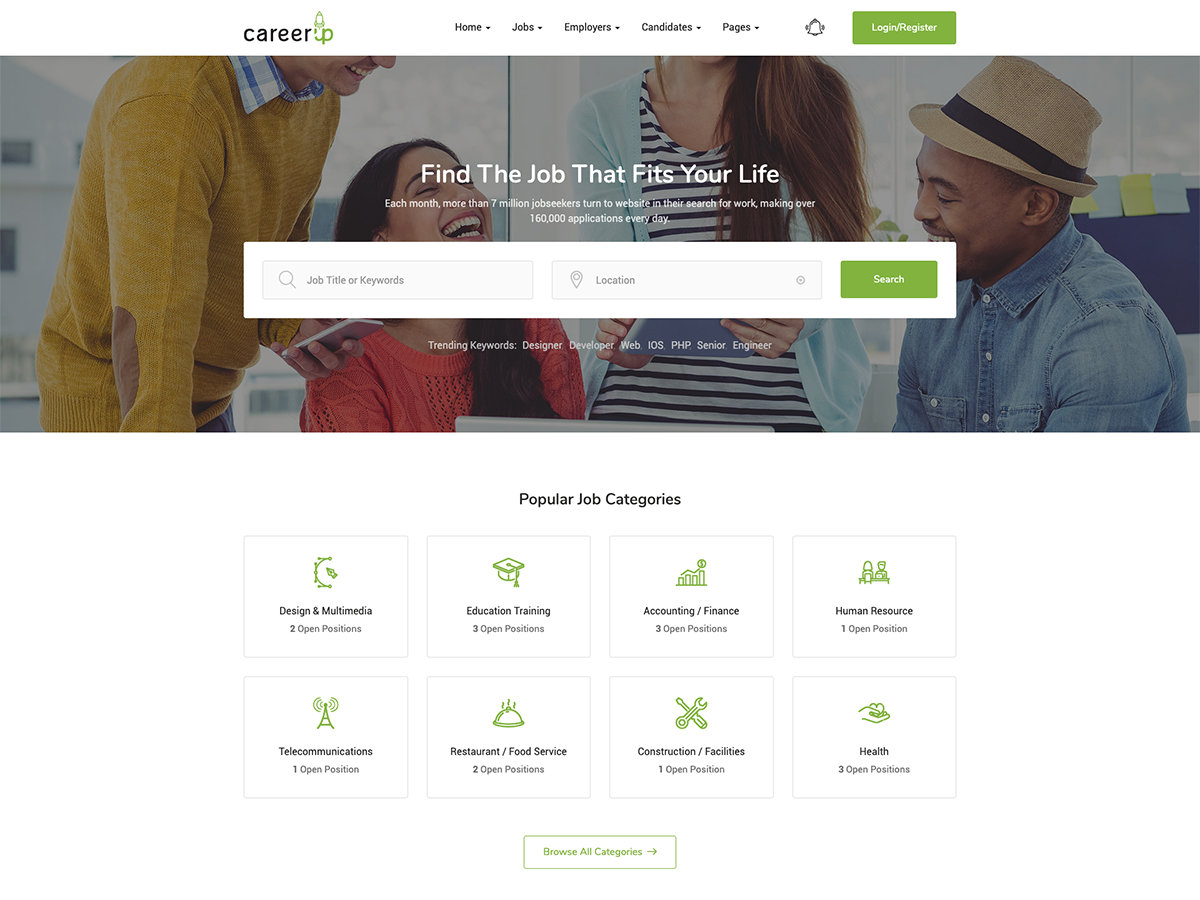 careerup
Home Jobs Employers Candidates Pages
Login/Register
Find The Job That Fits Your Life
Each month, more than 7 million jobseekers turn to website in their search for work, making over
160,000 applications every day.
Job Title or Keywords
Location
Search
Trending Keywords: Designer Developer Web IOS PHP Senior Engineer
Popular Job Categories
Design & Multimedia
2 Open Positions
Education Training
3 Open Positions
Accounting / Finance
3 Open Positions
Human Resource
1 Open Position
Telecommunications
1 Open Position
Restaurant / Food Service
2 Open Positions
Construction / Facilities
1 Open Position
Health
3 Open Positions
Browse All Categories →